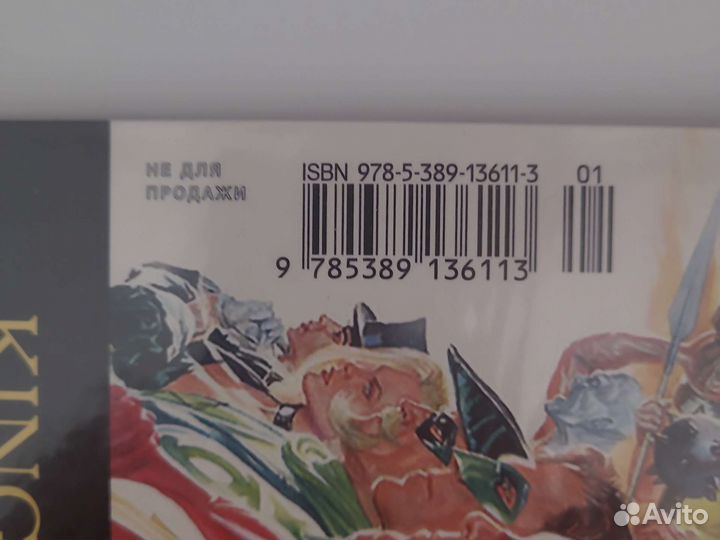 НЕ ДЛЯ
ПРОДАЖИ
ISBN 978-5-389-13611-3
01
9 785389 136113
KING
Avito